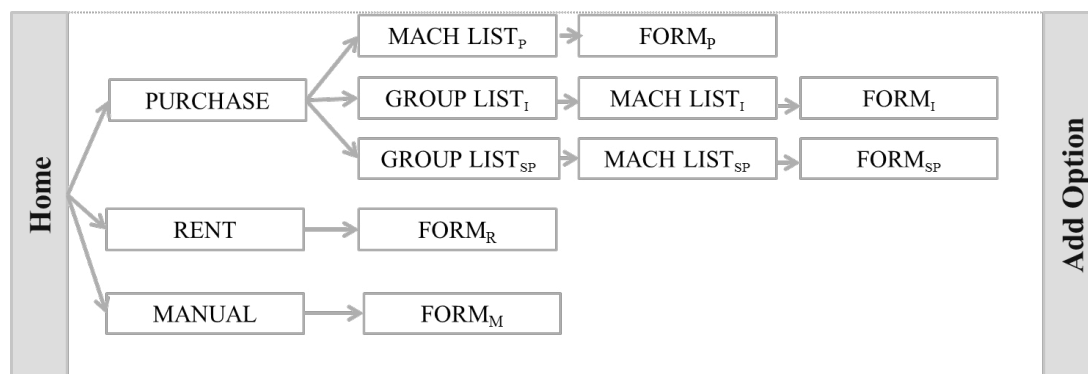 Home
MACH LISTP
FORMP
PURCHASE
GROUP LISTI
MACH LISTI
FORMI
GROUP LISTSP
MACH LISTSP
FORMSP
RENT
FORMR
MANUAL
FORMM
Add Option